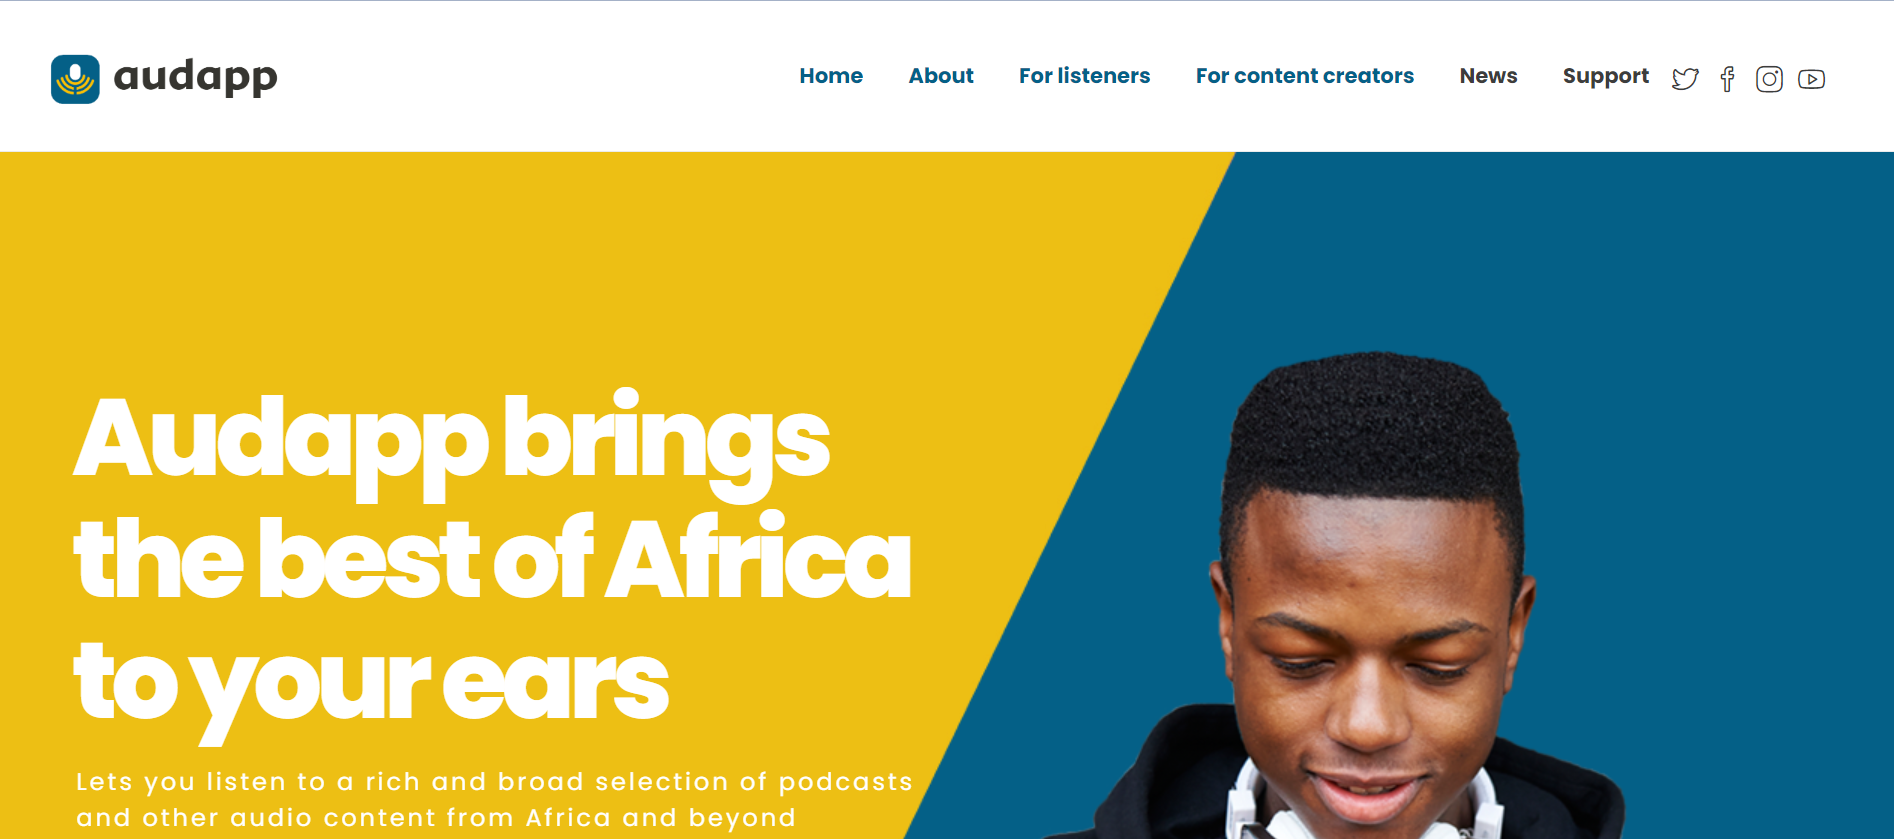 audapp
Home About For listeners For content creators News Support
Audapp brings
the best of Africa
to your ears
Lets you listen to a rich and broad selection of podcasts
and other audio content from Africa and beyond